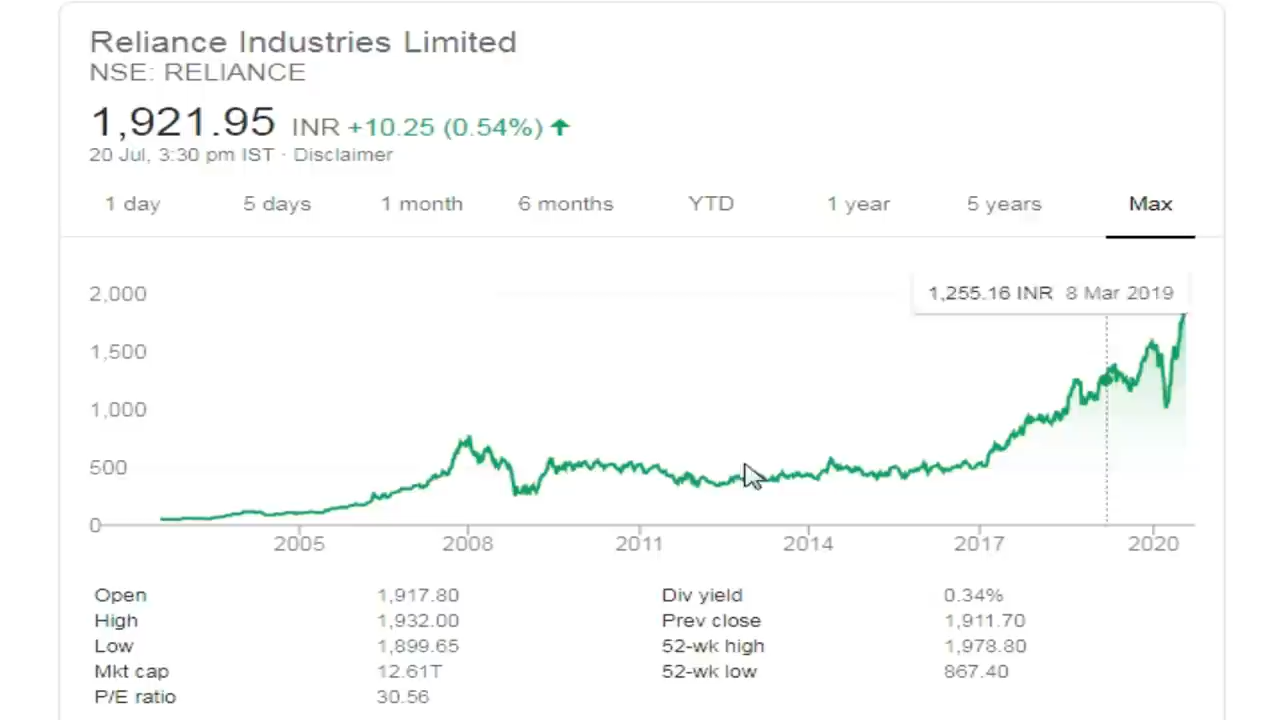 Reliance Industries Limited
NSE: RELIANCE
1,921.95 INR +10.25 (0.54%)
20 Jul, 3:30 pm IST · Disclaimer
1 day 5 days 1 month 6 months YTD 1 year 5 years Max
1,255.16 INR 8 Mar 2019
2,000
1,500
1,000
500
0
2005 2008 2011 2014 2017 2020
Open 1,917.80 Div yield 0.34%
High 1,932.00 Prev close 1,911.70
Low 1,899.65 52-wk high 1,978.80
Mkt cap 12.61T 52-wk low 867.40
P/E ratio 30.56